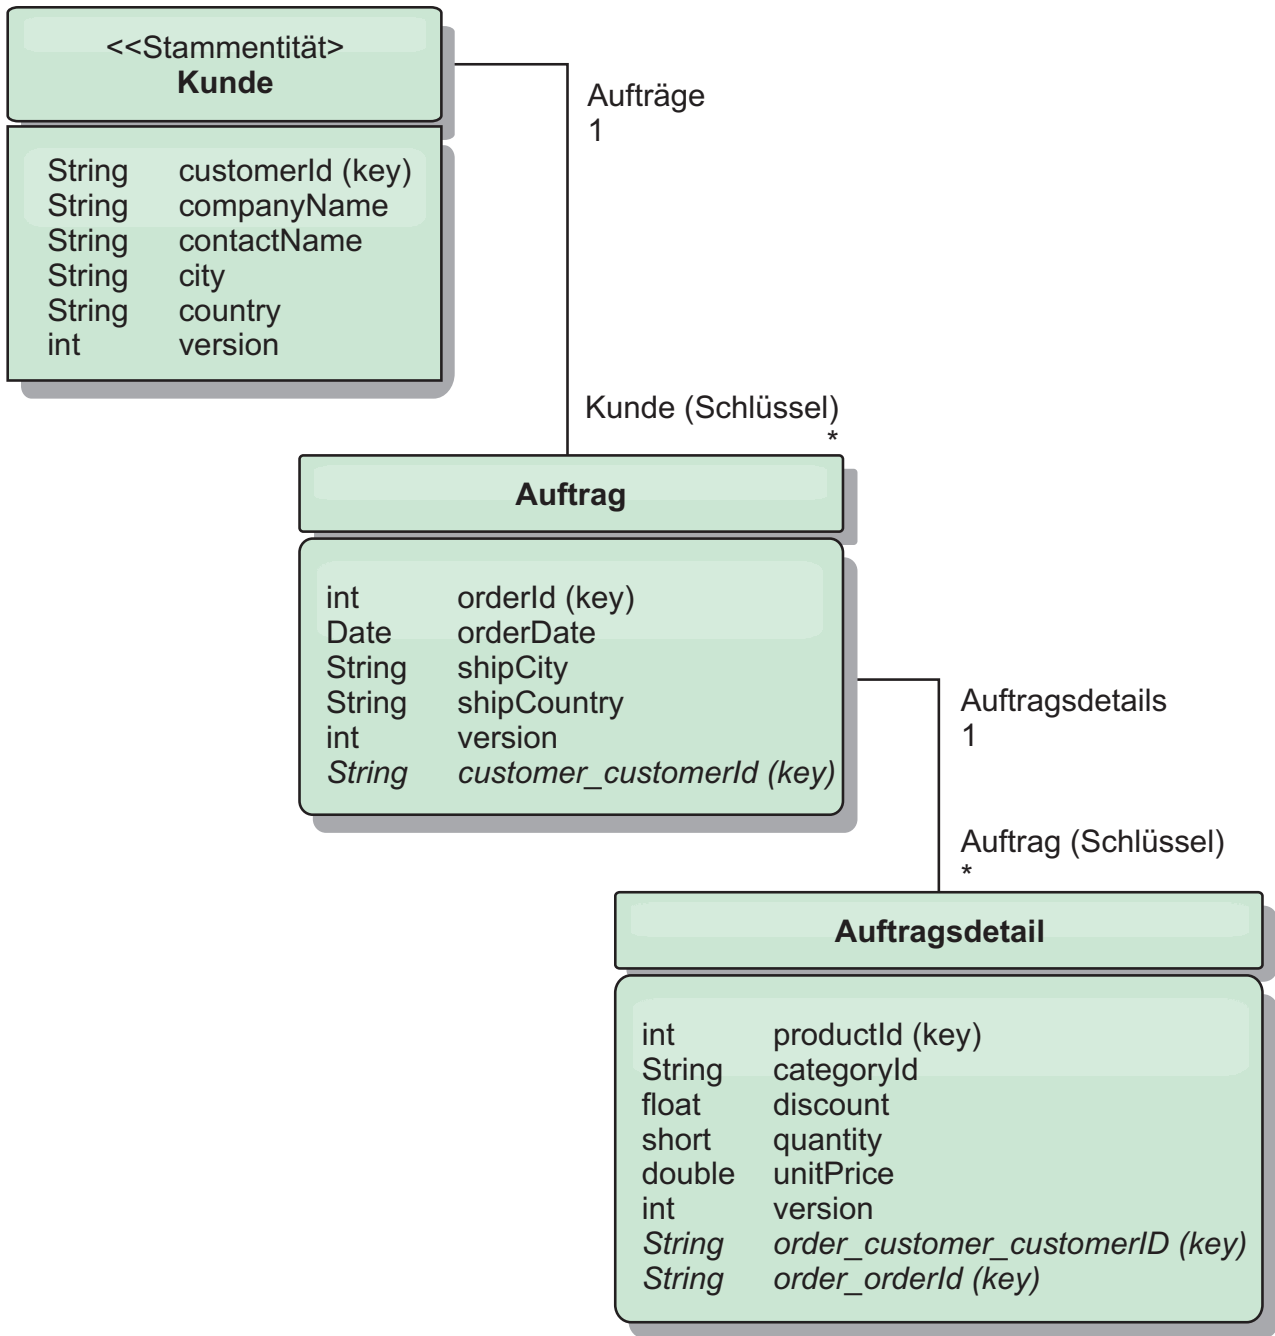 <<Stammentität>
Kunde
String customerId (key)
String companyName
String contactName
String city
String country
int version
Aufträge
1
Kunde (Schlüssel)
*
Auftrag
int orderId (key)
Date orderDate
String shipCity
String shipCountry
int version
String customer_customerId (key)
Auftragsdetails
1
Auftrag (Schlüssel)
*
Auftragsdetail
int productId (key)
String categoryId
float discount
short quantity
double unitPrice
int version
String order_customer_customerID (key)
String order_orderId (key)